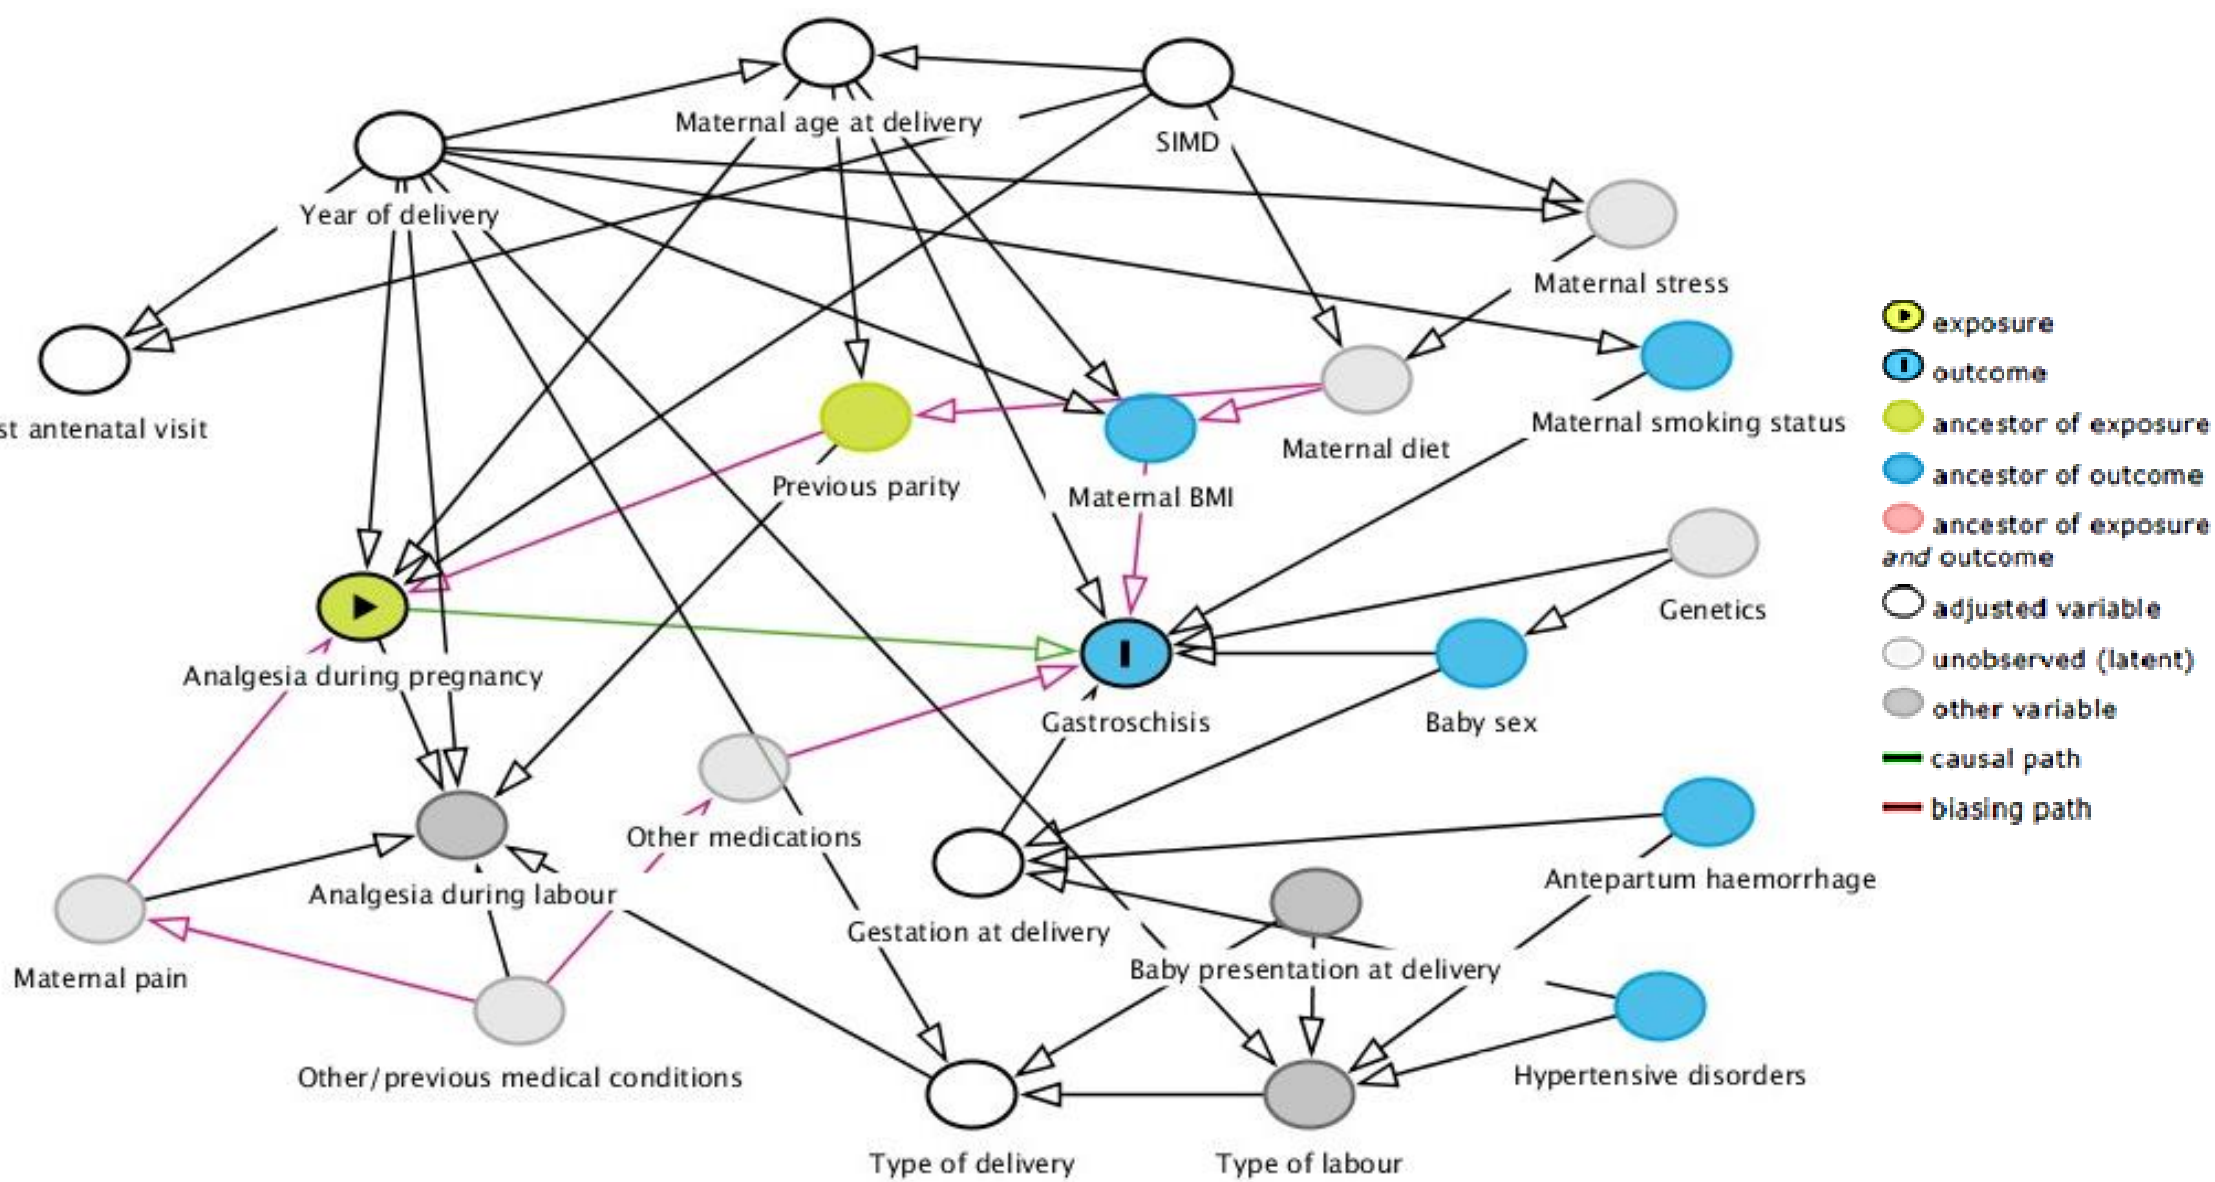 Maternal age at delivery
SIMD
Year of delivery
Maternal stress
st antenatal visit
Maternal smoking status
Maternal diet
Previous parity
Maternal BMI
Genetics
Analgesia during pregnancy
Gastroschisis
Baby sex
Other medications
Analgesia during labour
Antepartum haemorrhage
Gestation at delivery
Baby presentation at delivery
Maternal pain
Other/previous medical conditions
Hypertensive disorders
Type of delivery
Type of labour
exposure
outcome
ancestor of exposure
ancestor of outcome
ancestor of exposure
and outcome
adjusted variable
unobserved (latent)
other variable
causal path
biasing path